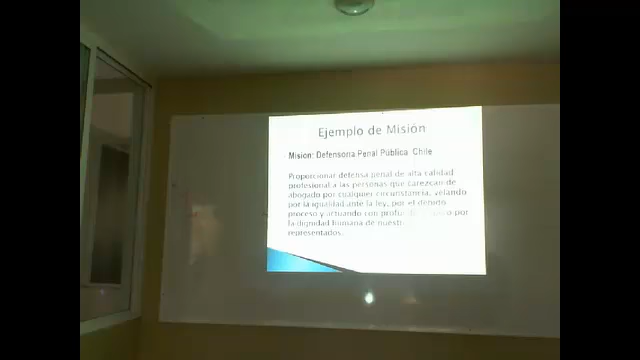 Ejemplo de Misión
Misión: Defensoría Penal Pública Chile
Proporcionar defensa penal de alta calidad
profesional a las personas que carezcan de
abogado por cualquier circunstancia, velando
por la igualdad ante la ley, por el debido
proceso y actuando con por
la dignidad humana de
representados.